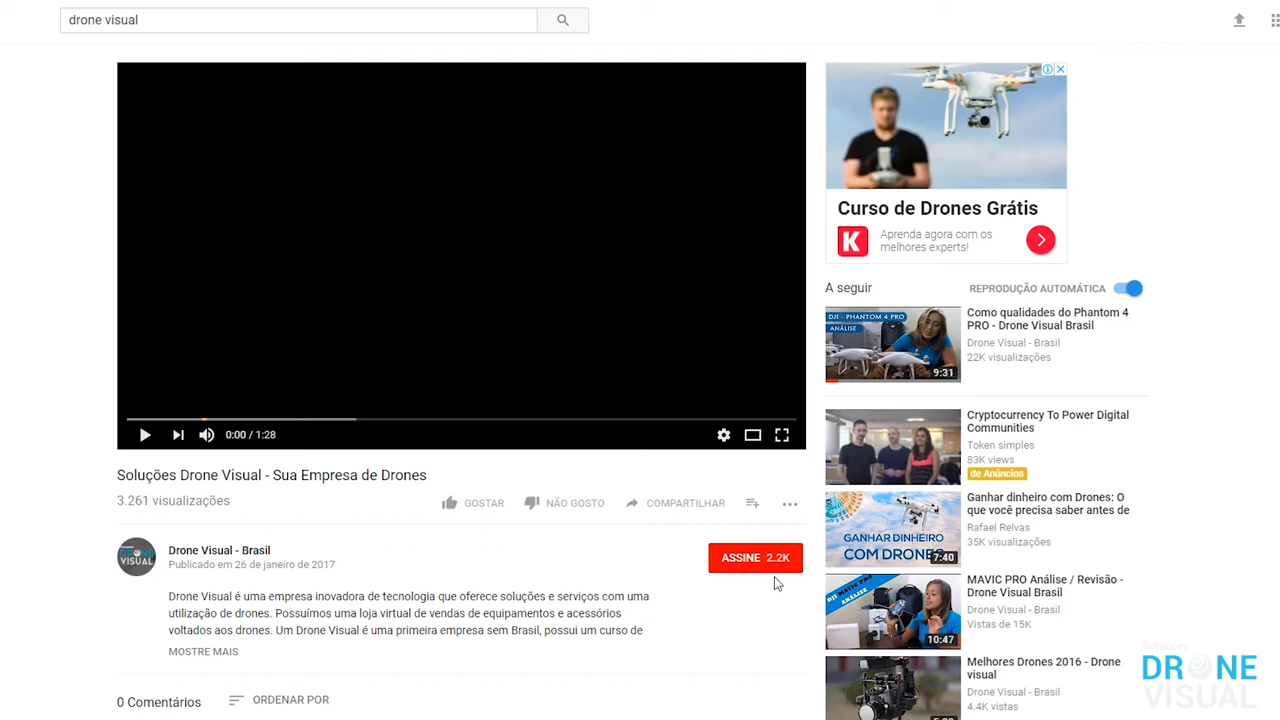 drone visual
Curso de Drones Grátis
K
Aprenda agora com os
melhores experts!
0:00 / 1:28
Soluções Drone Visual - Sua Empresa de Drones
3.261 visualizações
GOSTAR
NÃO GOSTO
COMPARTILHAR
DRONE VISUAL
Drone Visual - Brasil
Publicado em 26 de janeiro de 2017
ASSINE 2.2K
Drone Visual é uma empresa inovadora de tecnologia que oferece soluções e serviços com uma
utilização de drones. Possuímos uma loja virtual de vendas de equipamentos e acessórios
voltados aos drones. Um Drone Visual é uma primeira empresa sem Brasil, possui um curso de
MOSTRE MAIS
0 Comentários
ORDENAR POR
A seguir
REPRODUÇÃO AUTOMÁTICA
DJI - PHANTOM 4 PRO
ANÁLISE
9:31
Como qualidades do Phantom 4
PRO - Drone Visual Brasil
Drone Visual - Brasil
22K visualizações
Cryptocurrency To Power Digital
Communities
Token simples
83K views
de Anúncios
GANHAR DINHEIRO
COM DRONES
7:40
Ganhar dinheiro com Drones: O
que você precisa saber antes de
Rafael Relvas
35K visualizações
DJI MAVIC PRO
ANÁLISE
10:47
MAVIC PRO Análise / Revisão -
Drone Visual Brasil
Drone Visual - Brasil
Vistas de 15K
Melhores Drones 2016 - Drone
visual
Drone Visual - Brasil
4.4K vistas
Soluções
DRONE
VISUAL